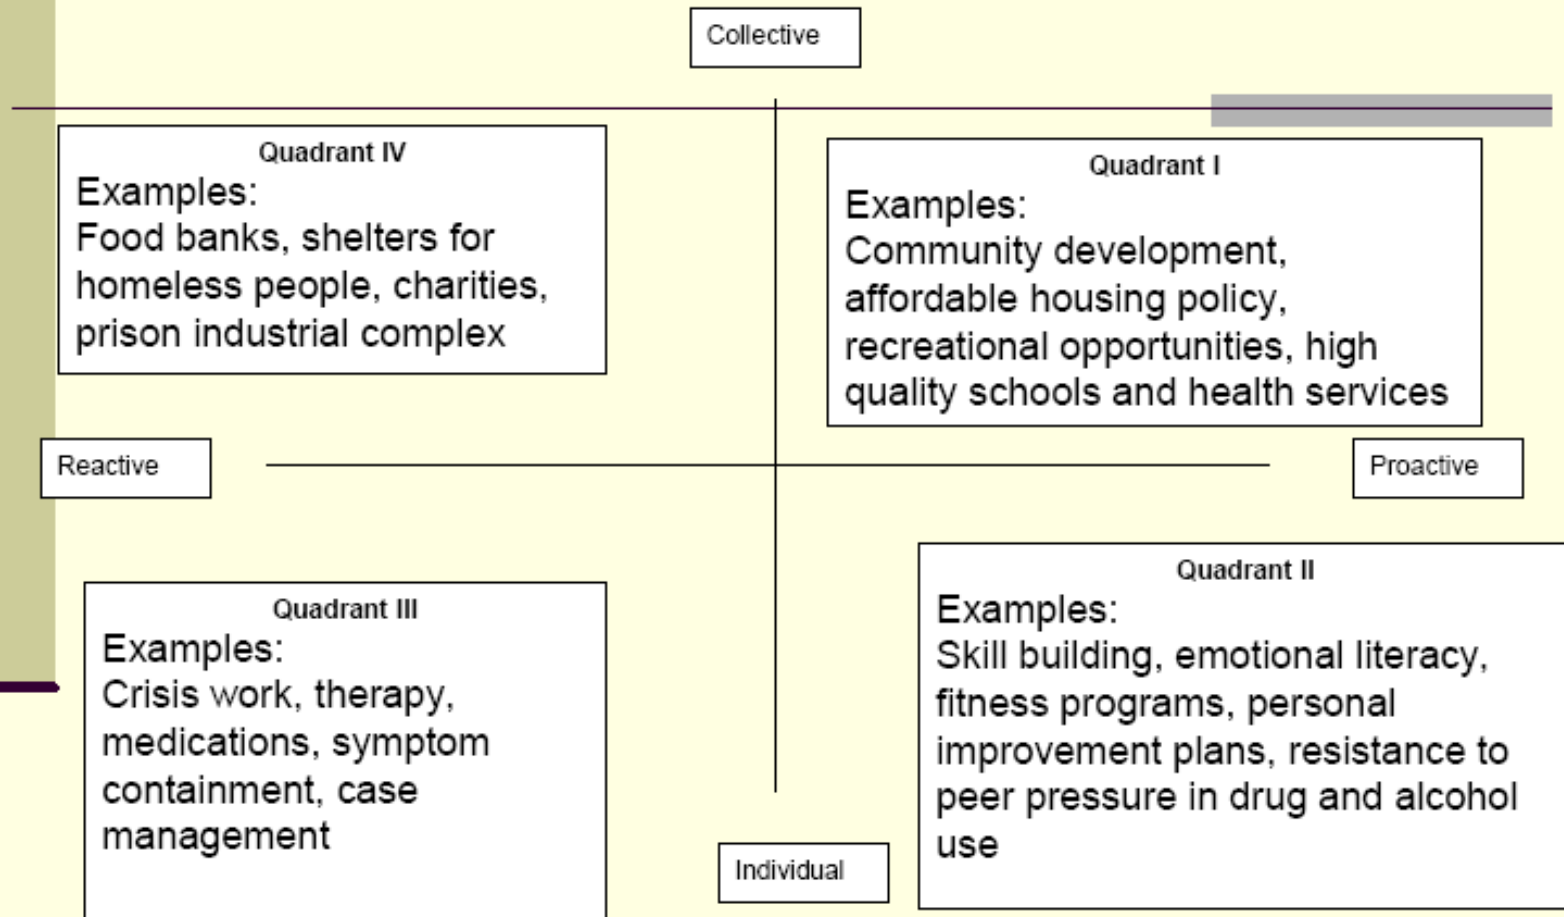 Collective
Quadrant IV
Examples:
Food banks, shelters for
homeless people, charities,
prison industrial complex
Quadrant I
Examples:
Community development,
affordable housing policy,
recreational opportunities, high
quality schools and health services
Reactive
Proactive
Quadrant III
Examples:
Crisis work, therapy,
medications, symptom
containment, case
management
Quadrant II
Examples:
Skill building, emotional literacy,
fitness programs, personal
improvement plans, resistance to
peer pressure in drug and alcohol
use
Individual